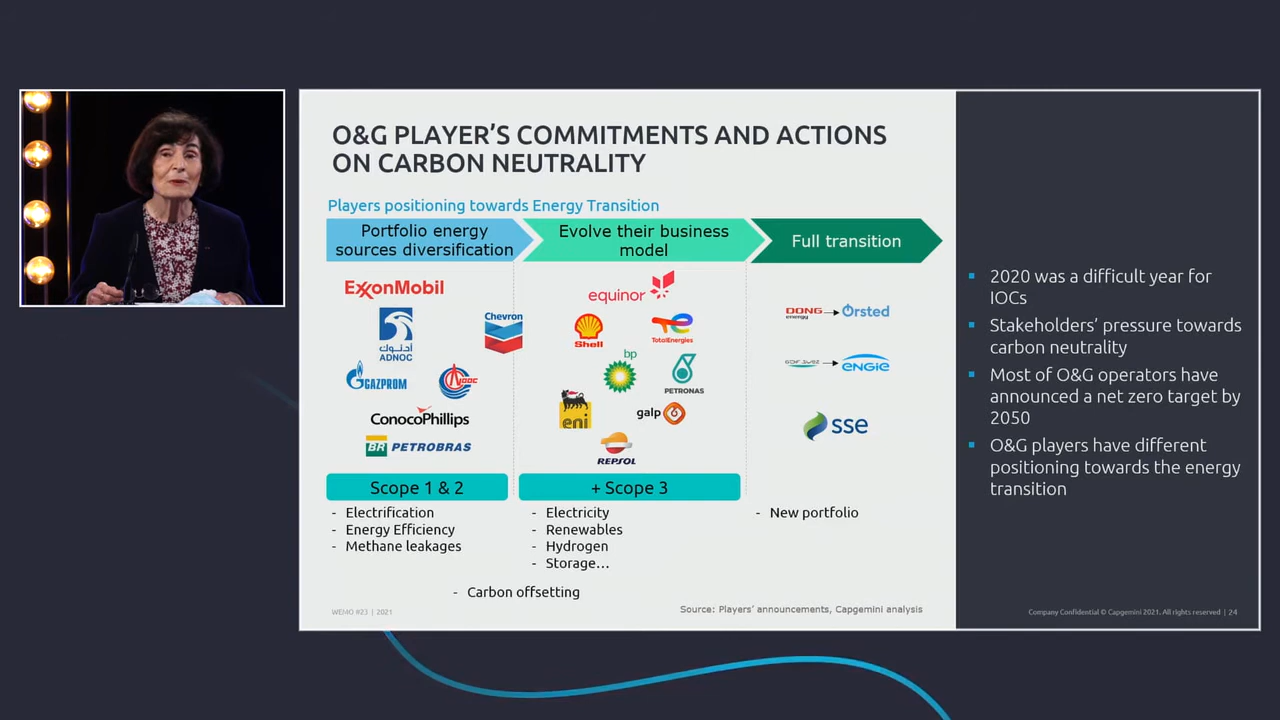 O&G PLAYER'S COMMITMENTS AND ACTIONS
ON CARBON NEUTRALITY
Players positioning towards Energy Transition
Portfolio energy
sources diversification
Evolve their business
model
Full transition
ExxonMobil
أدنوك
ADNOC
Chevron
GAZPROM
CNOOC
ConocoPhillips
BR PETROBRAS
equinor
Shell
TotalEnergies
bp
PETRONAS
eni
galp
REPSOL
DONG
energy
Ørsted
ENGIE
sse
Scope 1 & 2
+ Scope 3
- Electrification
- Energy Efficiency
- Methane leakages
- Electricity
- Renewables
- Hydrogen
- Storage…
- New portfolio
- Carbon offsetting
WEMO #23 | 2021
Source: Players' announcements, Capgemini analysis
2020 was a difficult year for
IOCs
Stakeholders' pressure towards
carbon neutrality
Most of O&G operators have
announced a net zero target by
2050
O&G players have different
positioning towards the energy
transition
Company Confidential © Capgemini 2021. All rights reserved | 24